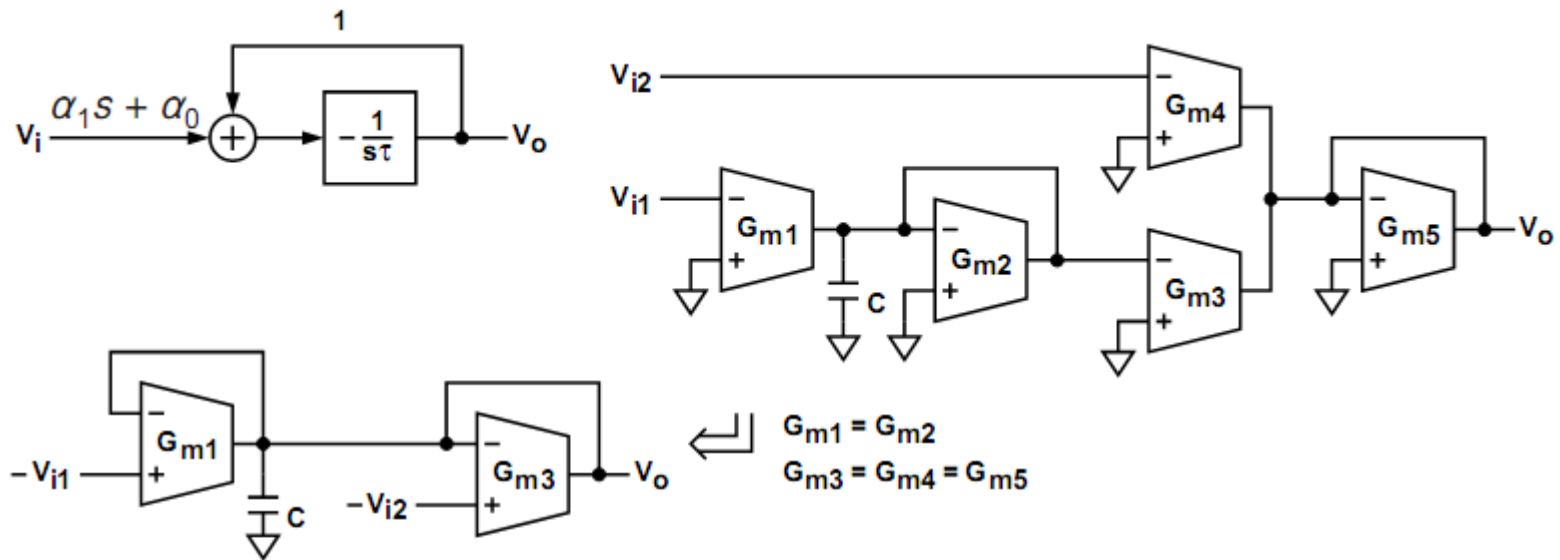 1
α₁s + α₀
Vᵢ
+
− 1/sτ
Vₒ
Vi2
−
Gm4
+
Vi1
−
Gm1
+
C
−
Gm2
+
−
Gm3
+
−
Gm5
+
Vo
−
Gm1
+
−Vi1
C
−
Gm3
+
−Vi2
Vo
Gm1 = Gm2
Gm3 = Gm4 = Gm5